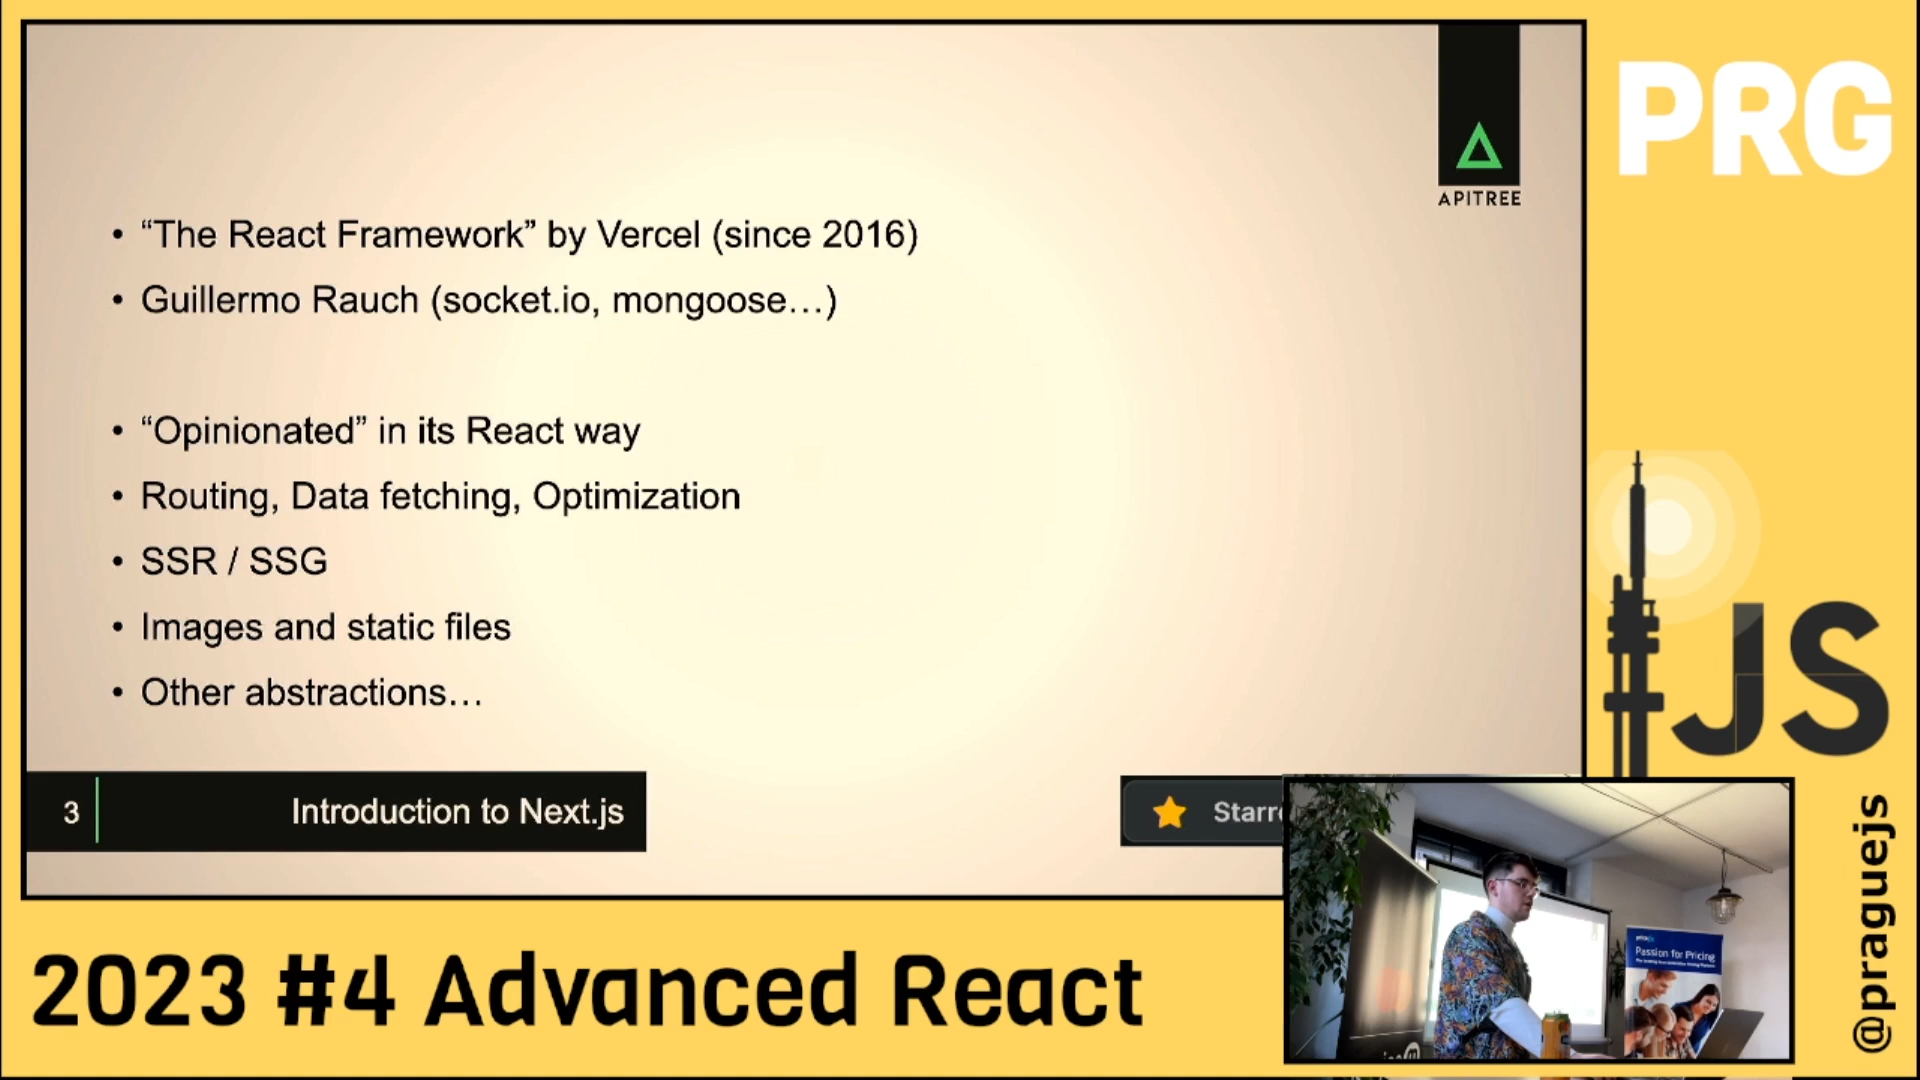 PRG
APITREE
• “The React Framework” by Vercel (since 2016)
• Guillermo Rauch (socket.io, mongoose…)
• “Opinionated” in its React way
• Routing, Data fetching, Optimization
• SSR / SSG
• Images and static files
• Other abstractions…
JS
3
Introduction to Next.js
Starre
Passion for Pricing
2023 #4 Advanced React
@praguejs